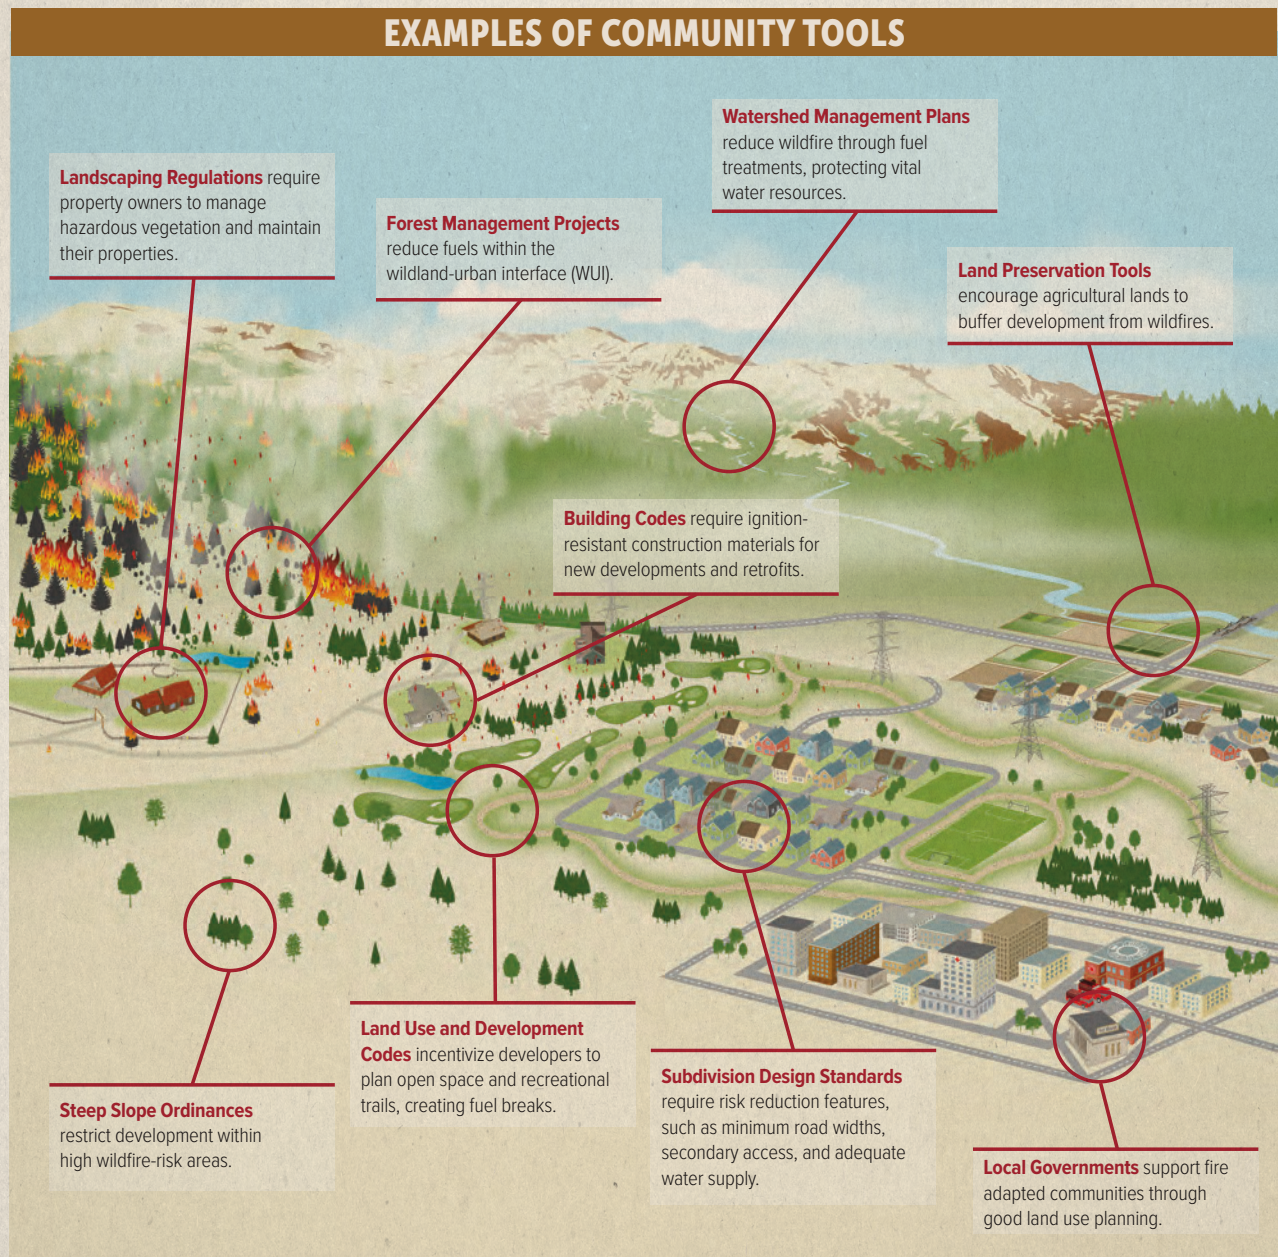 EXAMPLES OF COMMUNITY TOOLS
Watershed Management Plans
reduce wildfire through fuel
treatments, protecting vital
water resources.
Landscaping Regulations require
property owners to manage
hazardous vegetation and maintain
their properties.
Forest Management Projects
reduce fuels within the
wildland-urban interface (WUI).
Land Preservation Tools
encourage agricultural lands to
buffer development from wildfires.
Building Codes require ignition-
resistant construction materials for
new developments and retrofits.
Land Use and Development
Codes incentivize developers to
plan open space and recreational
trails, creating fuel breaks.
Subdivision Design Standards
require risk reduction features,
such as minimum road widths,
secondary access, and adequate
water supply.
Steep Slope Ordinances
restrict development within
high wildfire-risk areas.
Local Governments support fire
adapted communities through
good land use planning.